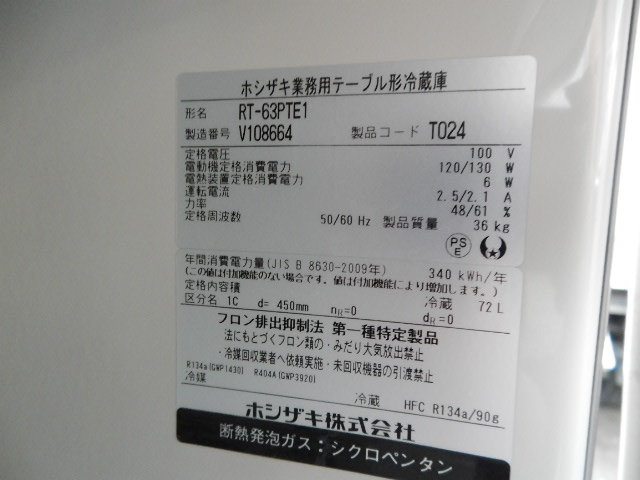 ホシザキ業務用テーブル形冷蔵庫
形名 RT-63PTE1
製造番号 V108664 製品コード T024
定格電圧 100 V
電動機定格消費電力 120/130 W
電熱装置定格消費電力 6 W
運転電流 2.5/2.1 A
力率 48/61 %
定格周波数 50/60 Hz 製品質量 36 kg
PS
E
年間消費電力量(JIS B 8630-2009年) 340 kWh/年
(この値は付加機能のない場合です。値は付加機能により増加します。)
定格内容積 冷蔵 72 L
区分名 1C d= 450mm nR=0 dR=0
フロン排出抑制法 第一種特定製品
法にもとづくフロン類の・みだり大気放出禁止
・冷媒回収業者へ依頼実施・未回収機器の引渡禁止
R134a(GWP1430) R404A(GWP3920)
冷媒 冷蔵 HFC R134a/90g
ホシザキ株式会社
断熱発泡ガス:シクロペンタン